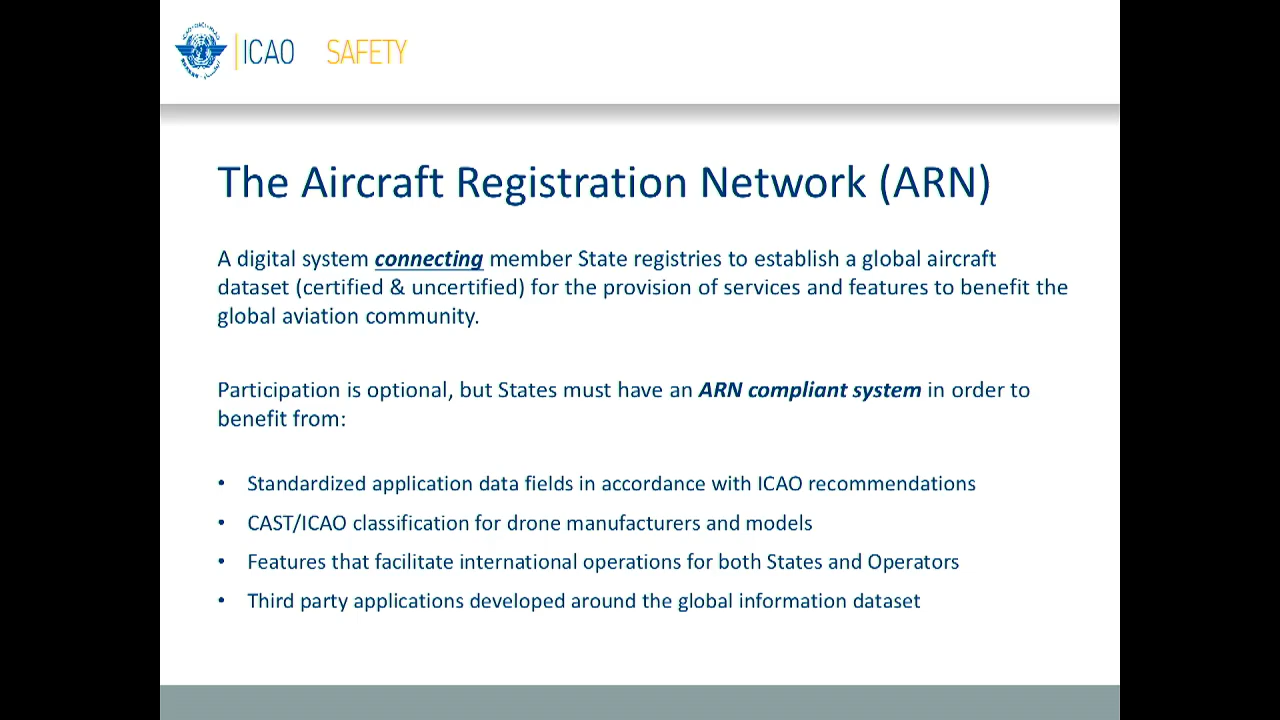 ICAO SAFETY
The Aircraft Registration Network (ARN)
A digital system connecting member State registries to establish a global aircraft
dataset (certified & uncertified) for the provision of services and features to benefit the
global aviation community.
Participation is optional, but States must have an ARN compliant system in order to
benefit from:
• Standardized application data fields in accordance with ICAO recommendations
• CAST/ICAO classification for drone manufacturers and models
• Features that facilitate international operations for both States and Operators
• Third party applications developed around the global information dataset